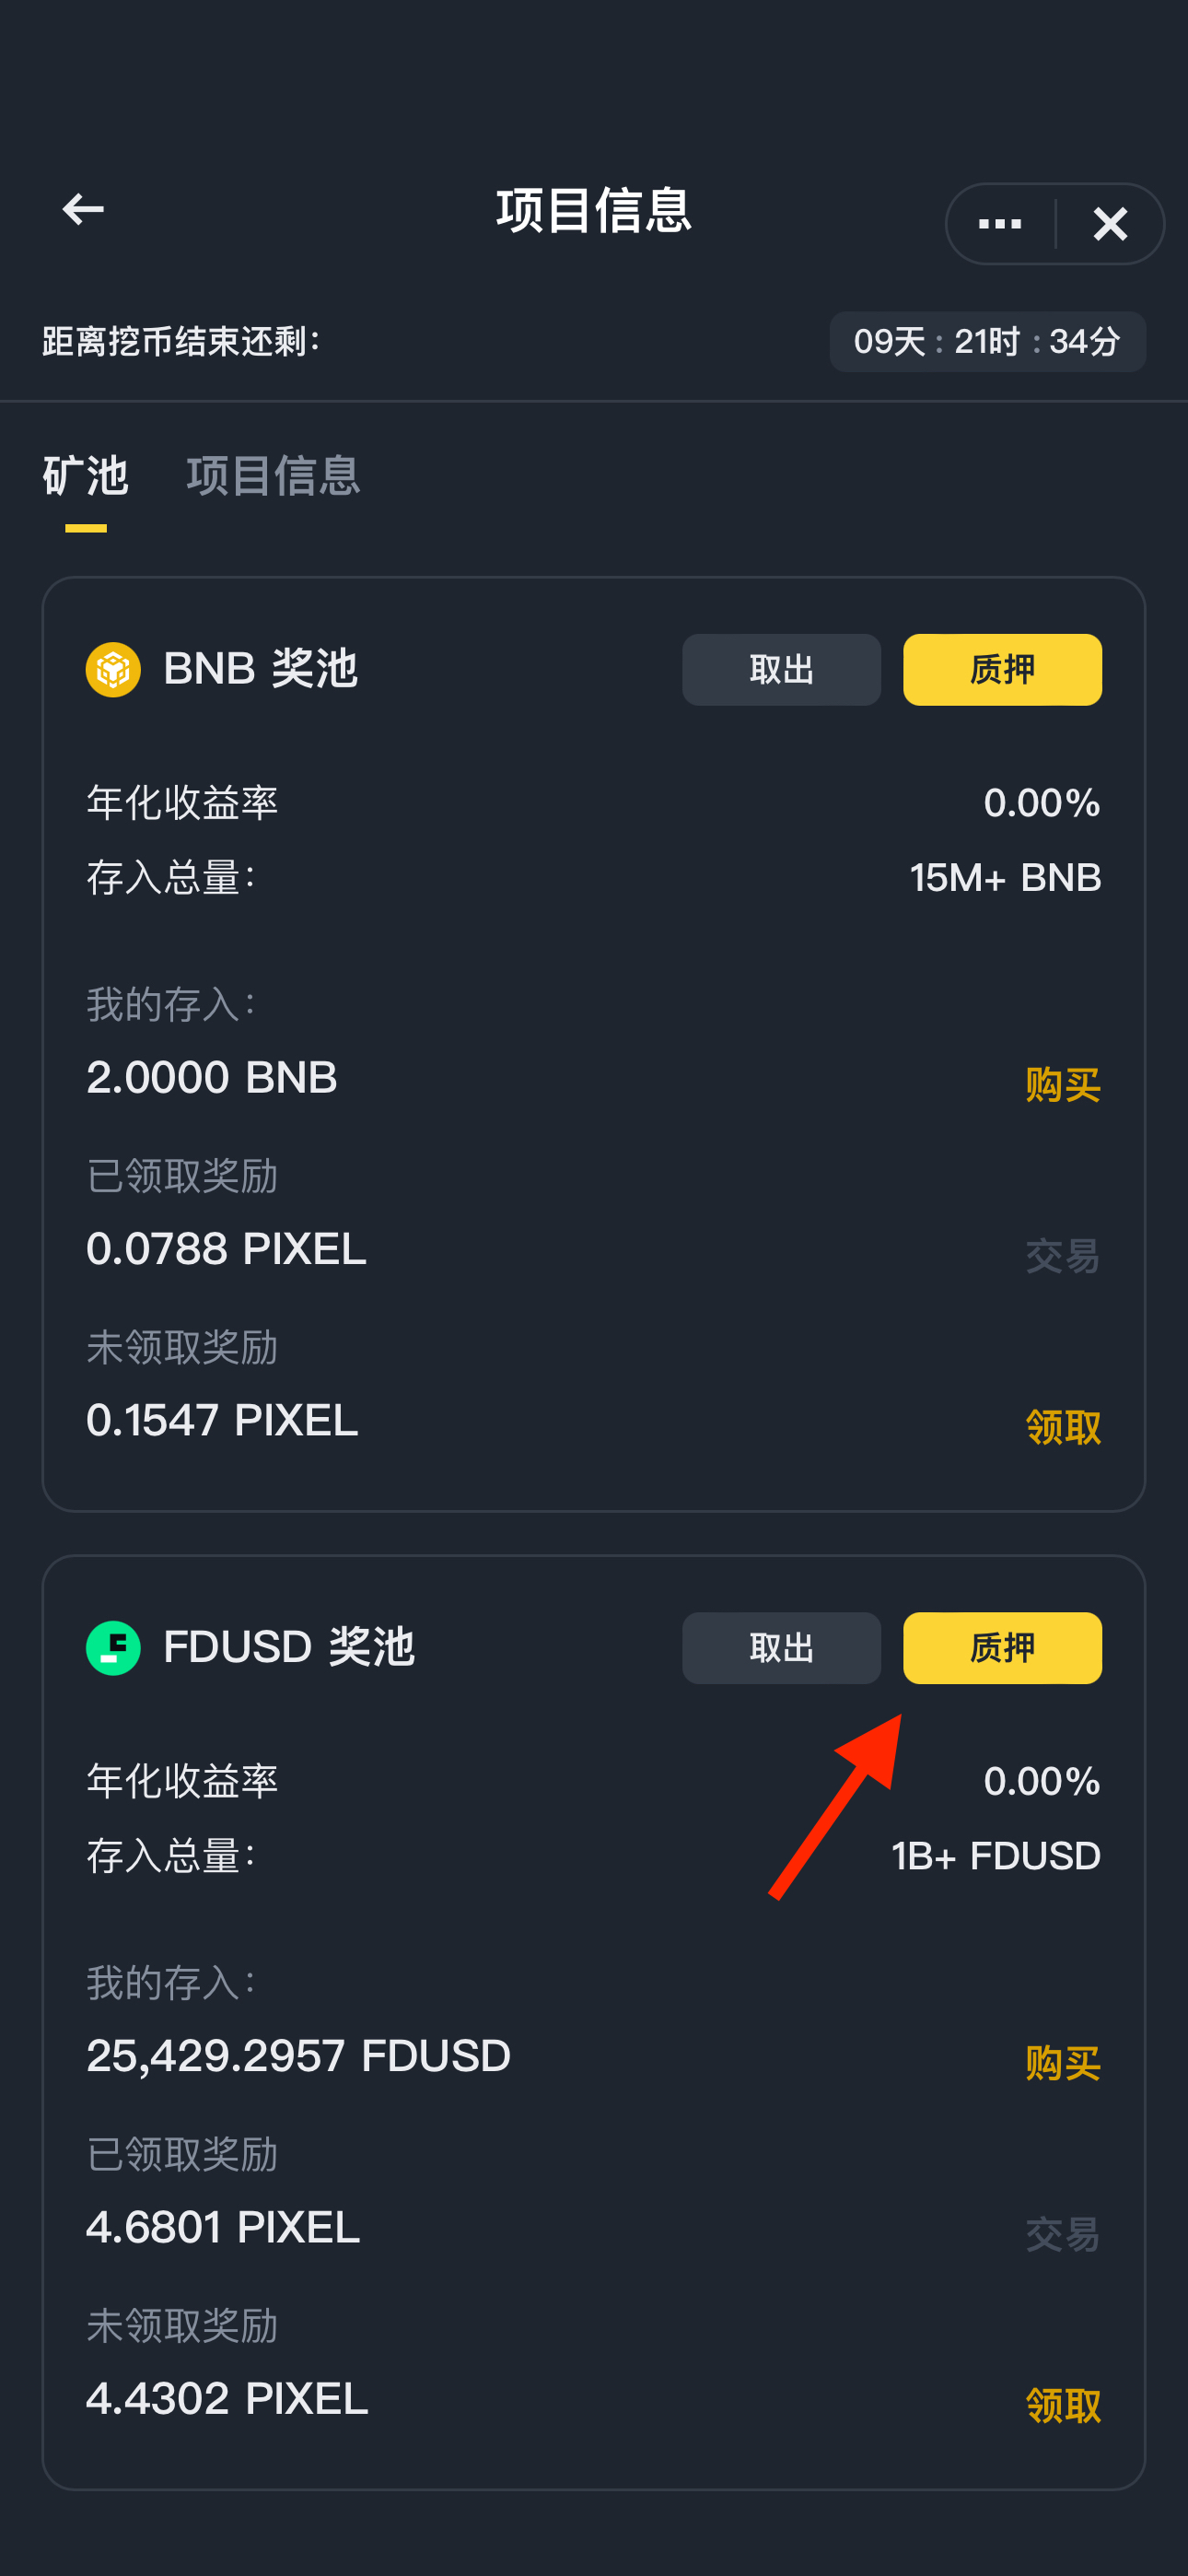 项目信息
距离挖币结束还剩：
09天 : 21时 : 34分
矿池 项目信息
BNB 奖池 取出 质押
年化收益率 0.00%
存入总量： 15M+ BNB
我的存入：
2.0000 BNB 购买
已领取奖励
0.0788 PIXEL 交易
未领取奖励
0.1547 PIXEL 领取
FDUSD 奖池 取出 质押
年化收益率 0.00%
存入总量： 1B+ FDUSD
我的存入：
25,429.2957 FDUSD 购买
已领取奖励
4.6801 PIXEL 交易
未领取奖励
4.4302 PIXEL 领取